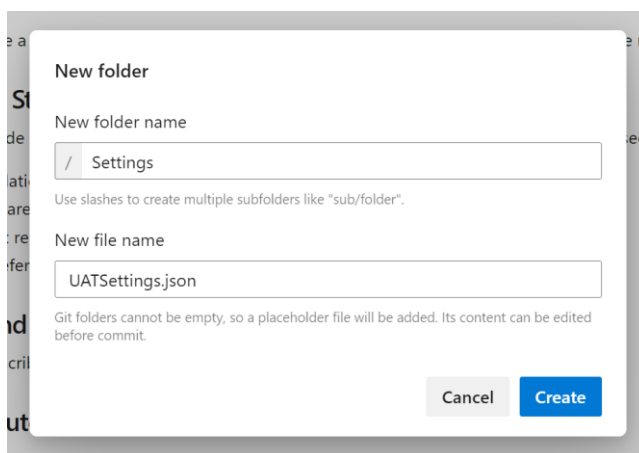 New folder
New folder name
/ Settings
Use slashes to create multiple subfolders like "sub/folder".
New file name
UATSettings.json
Git folders cannot be empty, so a placeholder file will be added. Its content can be edited
before commit.
Cancel Create